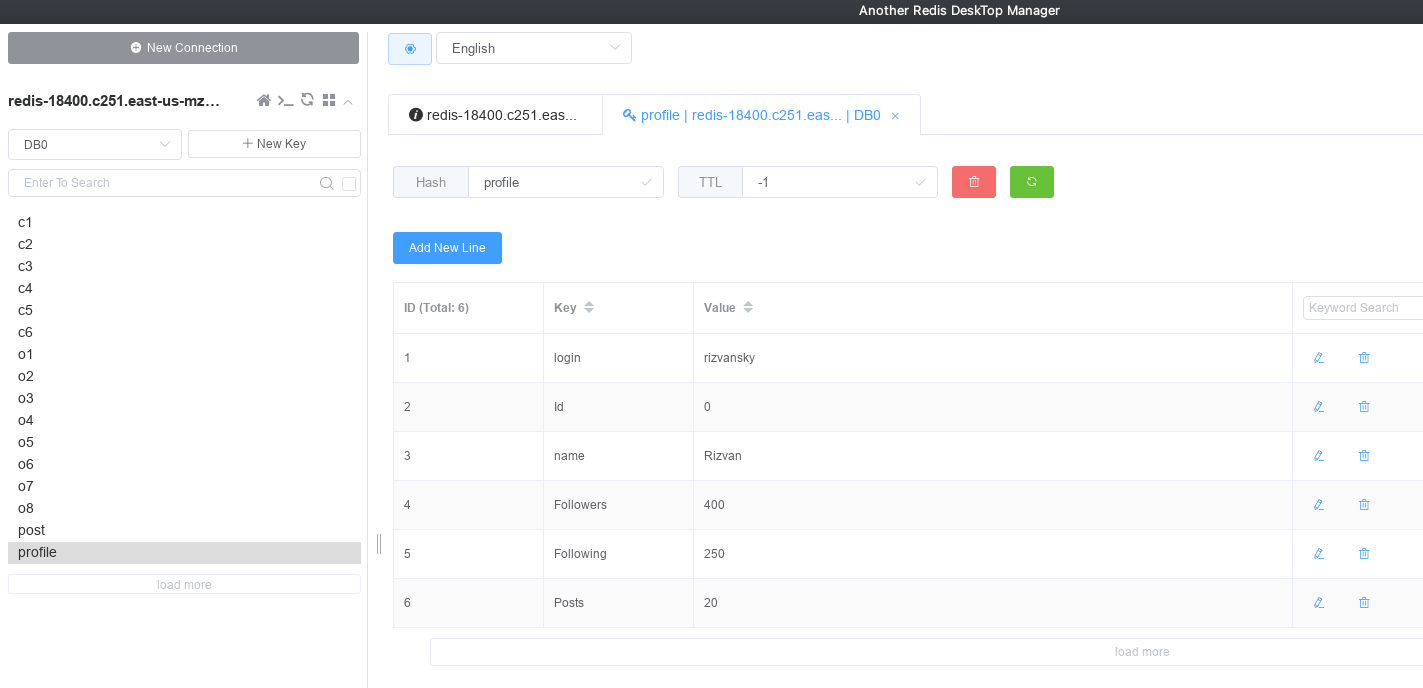 Another Redis DeskTop Manager
New Connection
English
redis-18400.c251.east-us-mz...
DB0
New Key
Enter To Search
c1
c2
c3
c4
c5
c6
o1
o2
o3
o4
o5
o6
o7
o8
post
profile
load more
redis-18400.c251.eas...
profile | redis-18400.c251.eas... | DB0
Hash profile TTL -1
Add New Line
ID (Total: 6) Key Value Keyword Search
1 login rizvansky
2 Id 0
3 name Rizvan
4 Followers 400
5 Following 250
6 Posts 20
load more